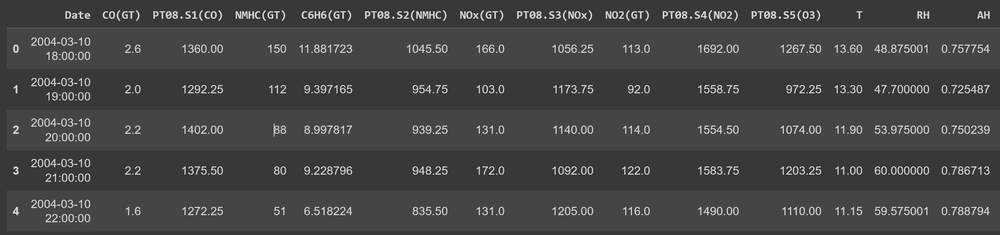 Date CO(GT) PT08.S1(CO) NMHC(GT) C6H6(GT) PT08.S2(NMHC) NOx(GT) PT08.S3(NOx) NO2(GT) PT08.S4(NO2) PT08.S5(O3) T RH AH
0 2004-03-10 18:00:00 2.6 1360.00 150 11.881723 1045.50 166.0 1056.25 113.0 1692.00 1267.50 13.60 48.875001 0.757754
1 2004-03-10 19:00:00 2.0 1292.25 112 9.397165 954.75 103.0 1173.75 92.0 1558.75 972.25 13.30 47.700000 0.725487
2 2004-03-10 20:00:00 2.2 1402.00 88 8.997817 939.25 131.0 1140.00 114.0 1554.50 1074.00 11.90 53.975000 0.750239
3 2004-03-10 21:00:00 2.2 1375.50 80 9.228796 948.25 172.0 1092.00 122.0 1583.75 1203.25 11.00 60.000000 0.786713
4 2004-03-10 22:00:00 1.6 1272.25 51 6.518224 835.50 131.0 1205.00 116.0 1490.00 1110.00 11.15 59.575001 0.788794